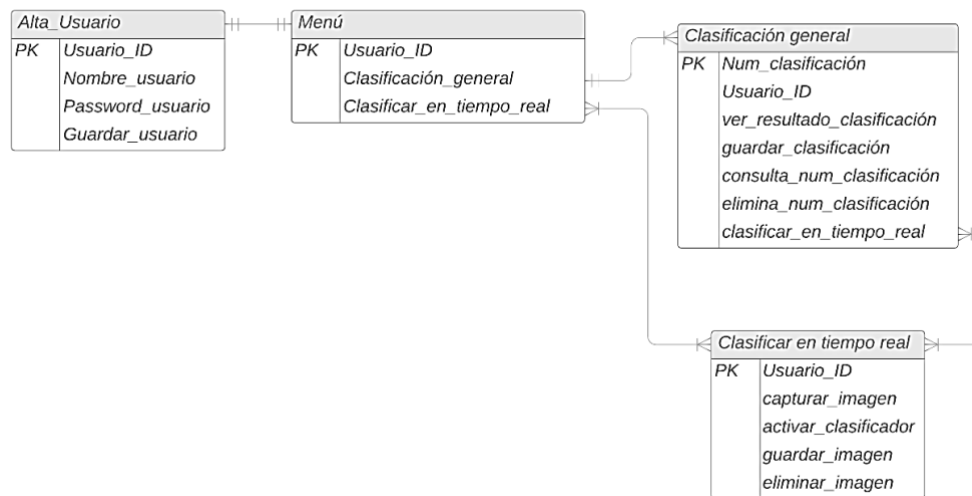 Alta_Usuario
PK Usuario_ID
Nombre_usuario
Password_usuario
Guardar_usuario
Menú
PK Usuario_ID
Clasificación_general
Clasificar_en_tiempo_real
Clasificación general
PK Num_clasificación
Usuario_ID
ver_resultado_clasificación
guardar_clasificación
consulta_num_clasificación
elimina_num_clasificación
clasificar_en_tiempo_real
Clasificar en tiempo real
PK Usuario_ID
capturar_imagen
activar_clasificador
guardar_imagen
eliminar_imagen